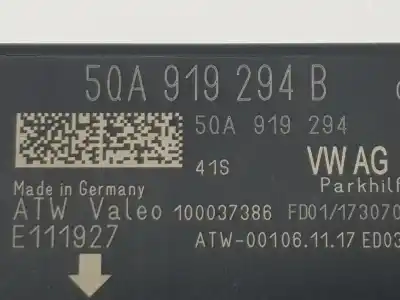 5QA 919 294 B
5QA 919 294
41S
VW AG
Made in Germany
Parkhilf
ATW Valeo 100037386 FD01/173070
E111927
ATW-00106.11.17 ED03